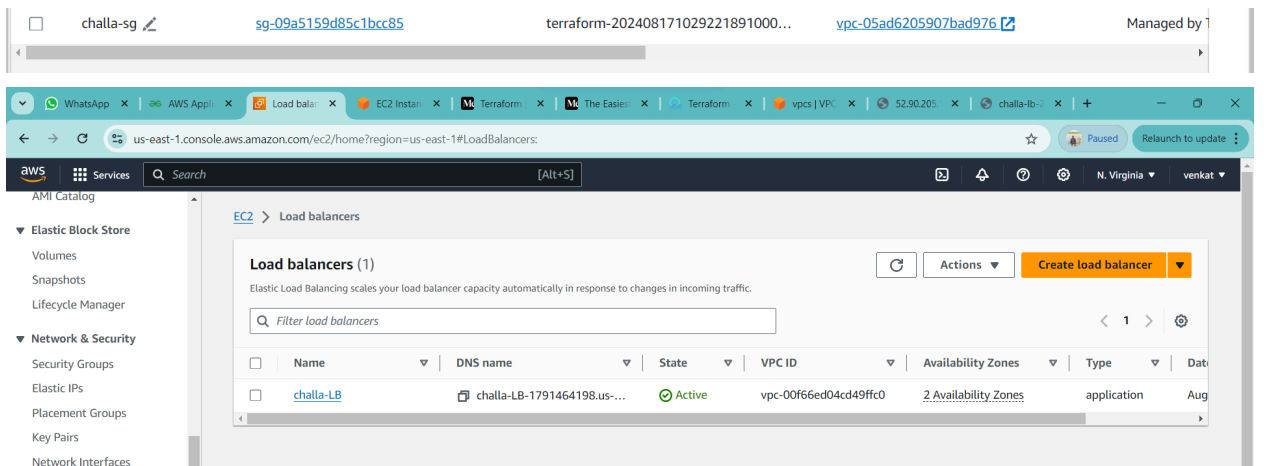 challa-sg sg-09a5159d85c1bcc85 terraform-202408171029221891000... vpc-05ad6205907bad976 Managed by T
WhatsApp AWS Appli Load balan EC2 Instan Terraform The Easies Terraform vpcs | VPC 52.90.205. challa-lb-
us-east-1.console.aws.amazon.com/ec2/home?region=us-east-1#LoadBalancers: Paused Relaunch to update
aws Services Search [Alt+S] N. Virginia venkat
AMI Catalog
EC2 > Load balancers
Elastic Block Store
Volumes
Snapshots
Lifecycle Manager
Network & Security
Security Groups
Elastic IPs
Placement Groups
Key Pairs
Network Interfaces
Load balancers (1) Actions Create load balancer
Elastic Load Balancing scales your load balancer capacity automatically in response to changes in incoming traffic.
Filter load balancers 1
Name DNS name State VPC ID Availability Zones Type Date
challa-LB challa-LB-1791464198.us-... Active vpc-00f66ed04cd49ffc0 2 Availability Zones application Aug